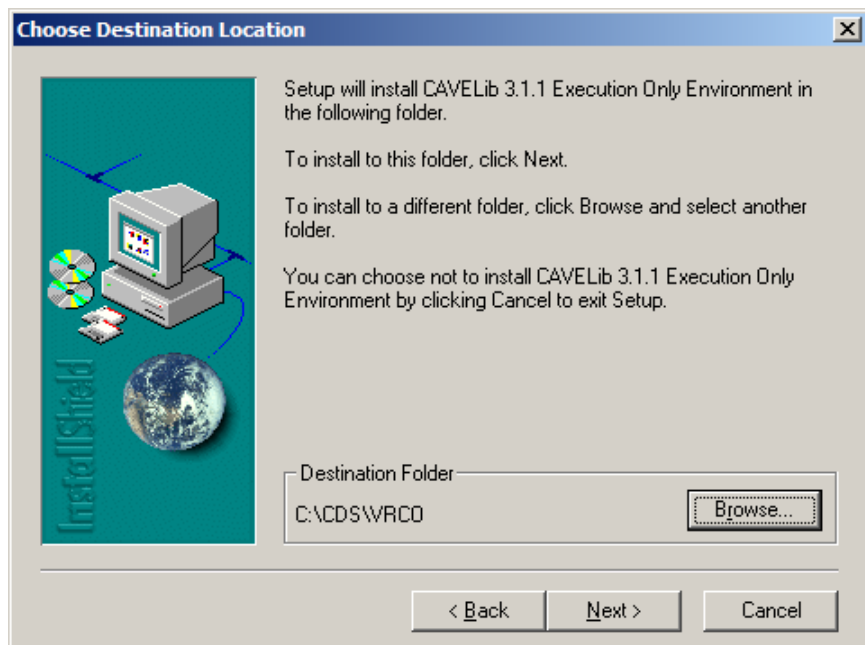 Choose Destination Location
Setup will install CAVELib 3.1.1 Execution Only Environment in
the following folder.
To install to this folder, click Next.
To install to a different folder, click Browse and select another
folder.
You can choose not to install CAVELib 3.1.1 Execution Only
Environment by clicking Cancel to exit Setup.
InstallShield
Destination Folder
C:\CDS\VRCO
Browse...
< Back
Next >
Cancel